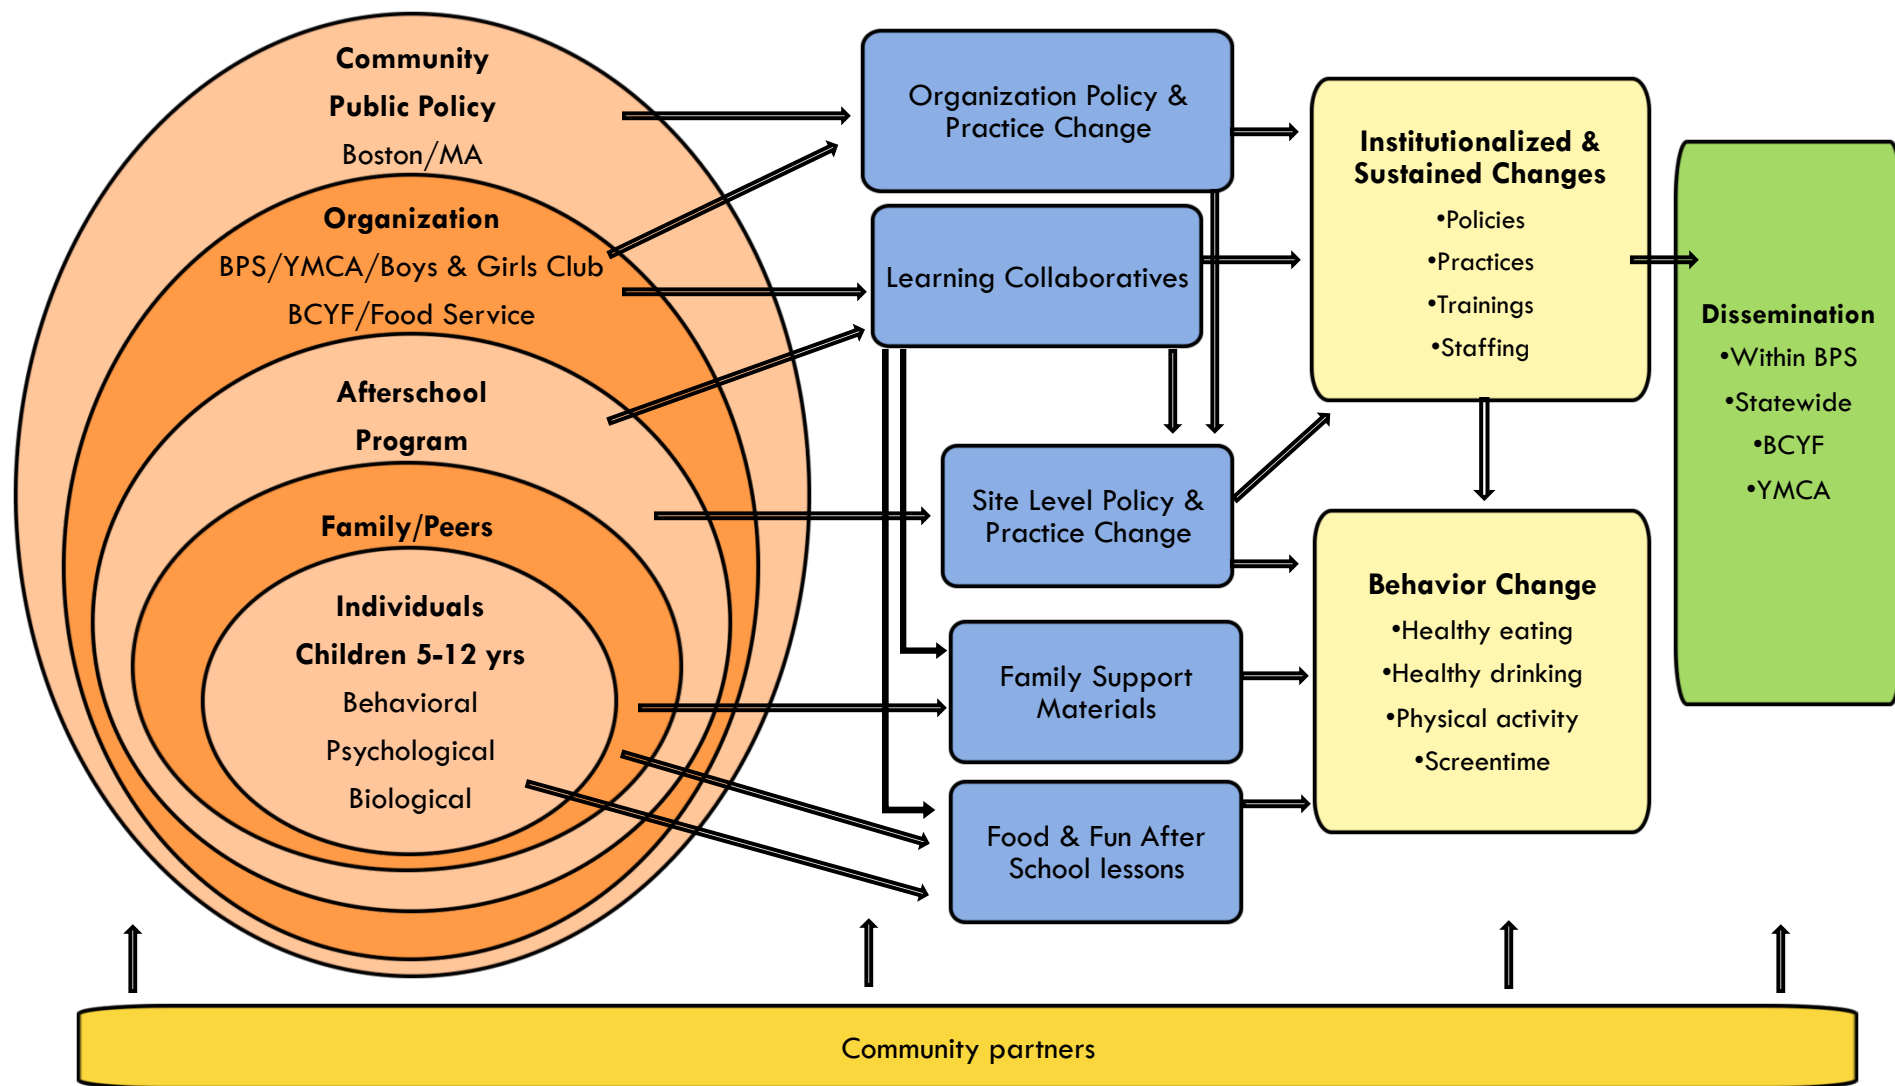 Community
Public Policy
Boston/MA
Organization
BPS/YMCA/Boys & Girls Club
BCYF/Food Service
Afterschool
Program
Family/Peers
Individuals
Children 5-12 yrs
Behavioral
Psychological
Biological
Organization Policy &
Practice Change
Learning Collaboratives
Site Level Policy &
Practice Change
Family Support
Materials
Food & Fun After
School lessons
Institutionalized &
Sustained Changes
•Policies
•Practices
•Trainings
•Staffing
Behavior Change
•Healthy eating
•Healthy drinking
•Physical activity
•Screentime
Dissemination
•Within BPS
•Statewide
•BCYF
•YMCA
Community partners